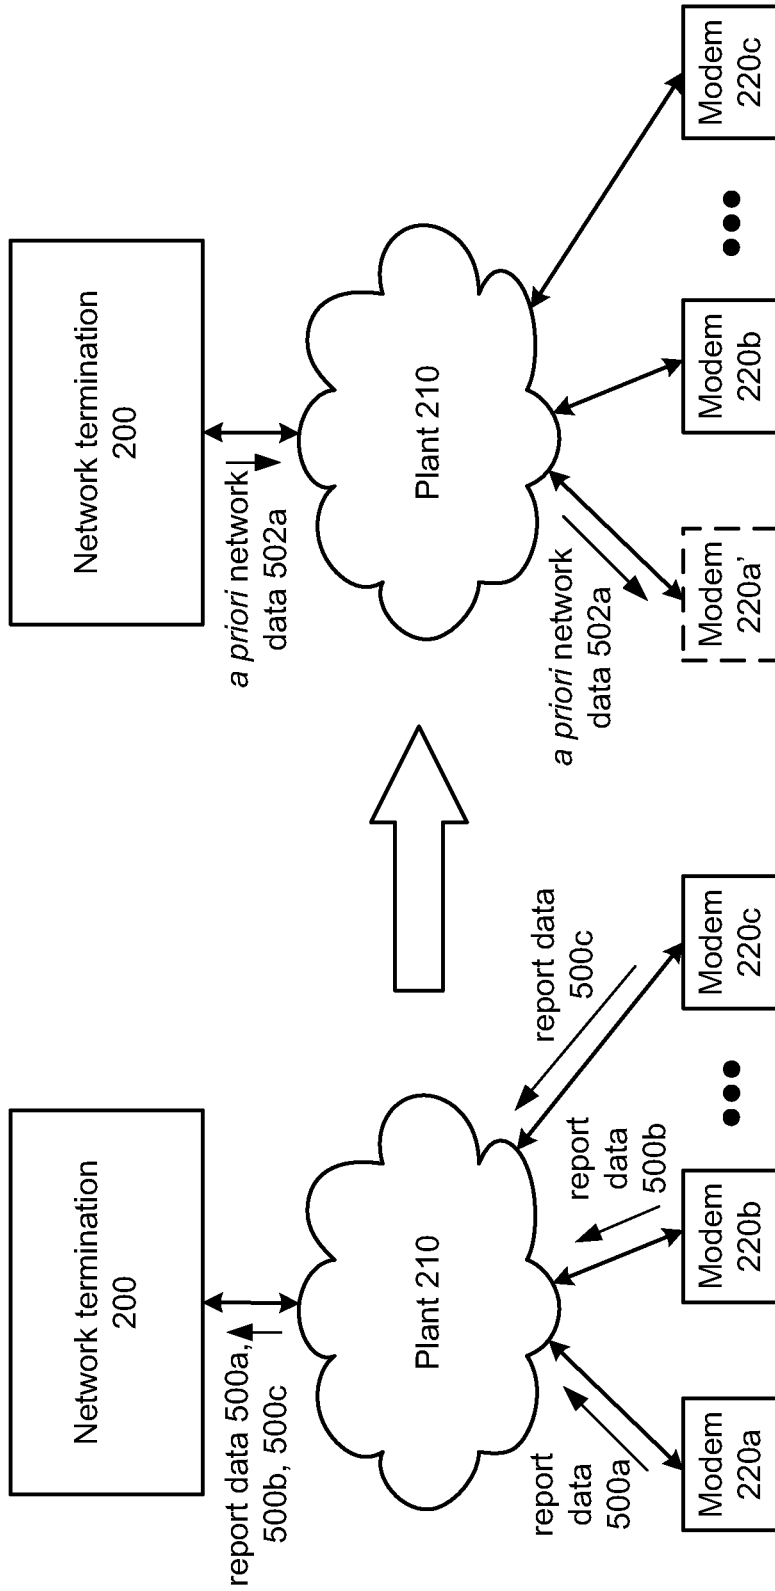 Network termination
200
report data 500a,
500b, 500c
Plant 210
report
data
500a
report
data
500b
report data
500c
Modem
220a
Modem
220b
Modem
220c
Network termination
200
a priori network
data 502a
Plant 210
a priori network
data 502a
Modem
220a'
Modem
220b
Modem
220c